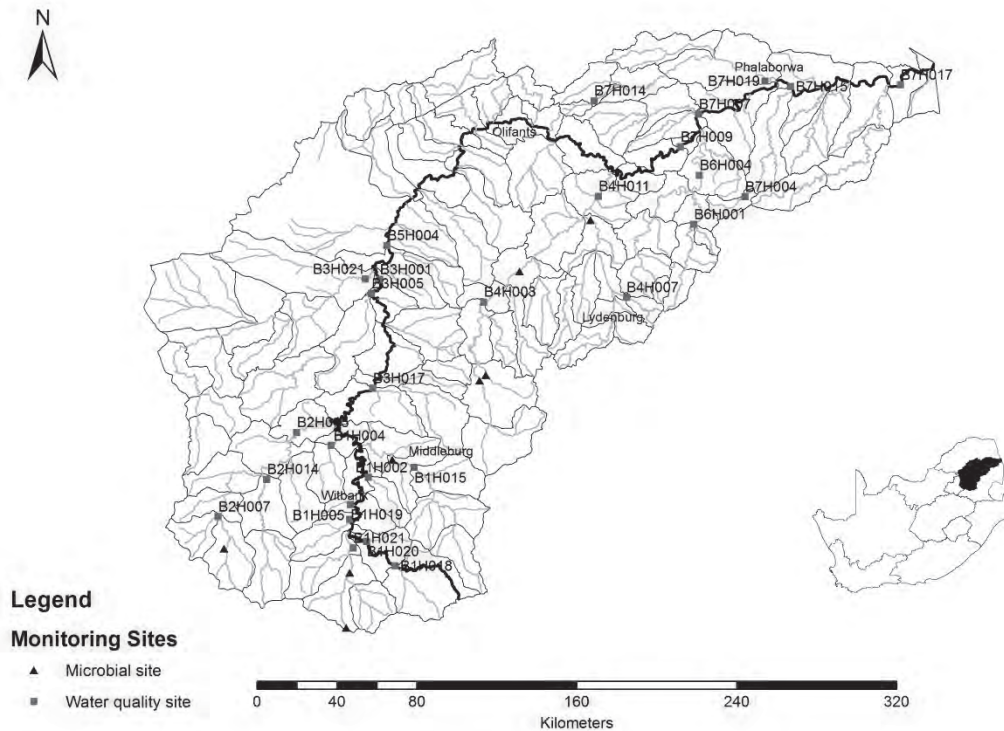 N
Phalaborwa
B7H019
B7H015
B7H017
B7H014
B7H007
Olifants
B7H009
B6H004
B4H011
B7H004
B6H001
B5H004
B3H021
B3H001
B3H005
B4H003
B4H007
Lydenburg
B3H017
B1H004
Middleburg
B2H014
B1H002
B1H015
Witbank
B2H007
B1H005
B1H019
B1H021
B1H020
B1H018
Legend
Monitoring Sites
Microbial site
Water quality site
0 40 80 160 240 320
Kilometers